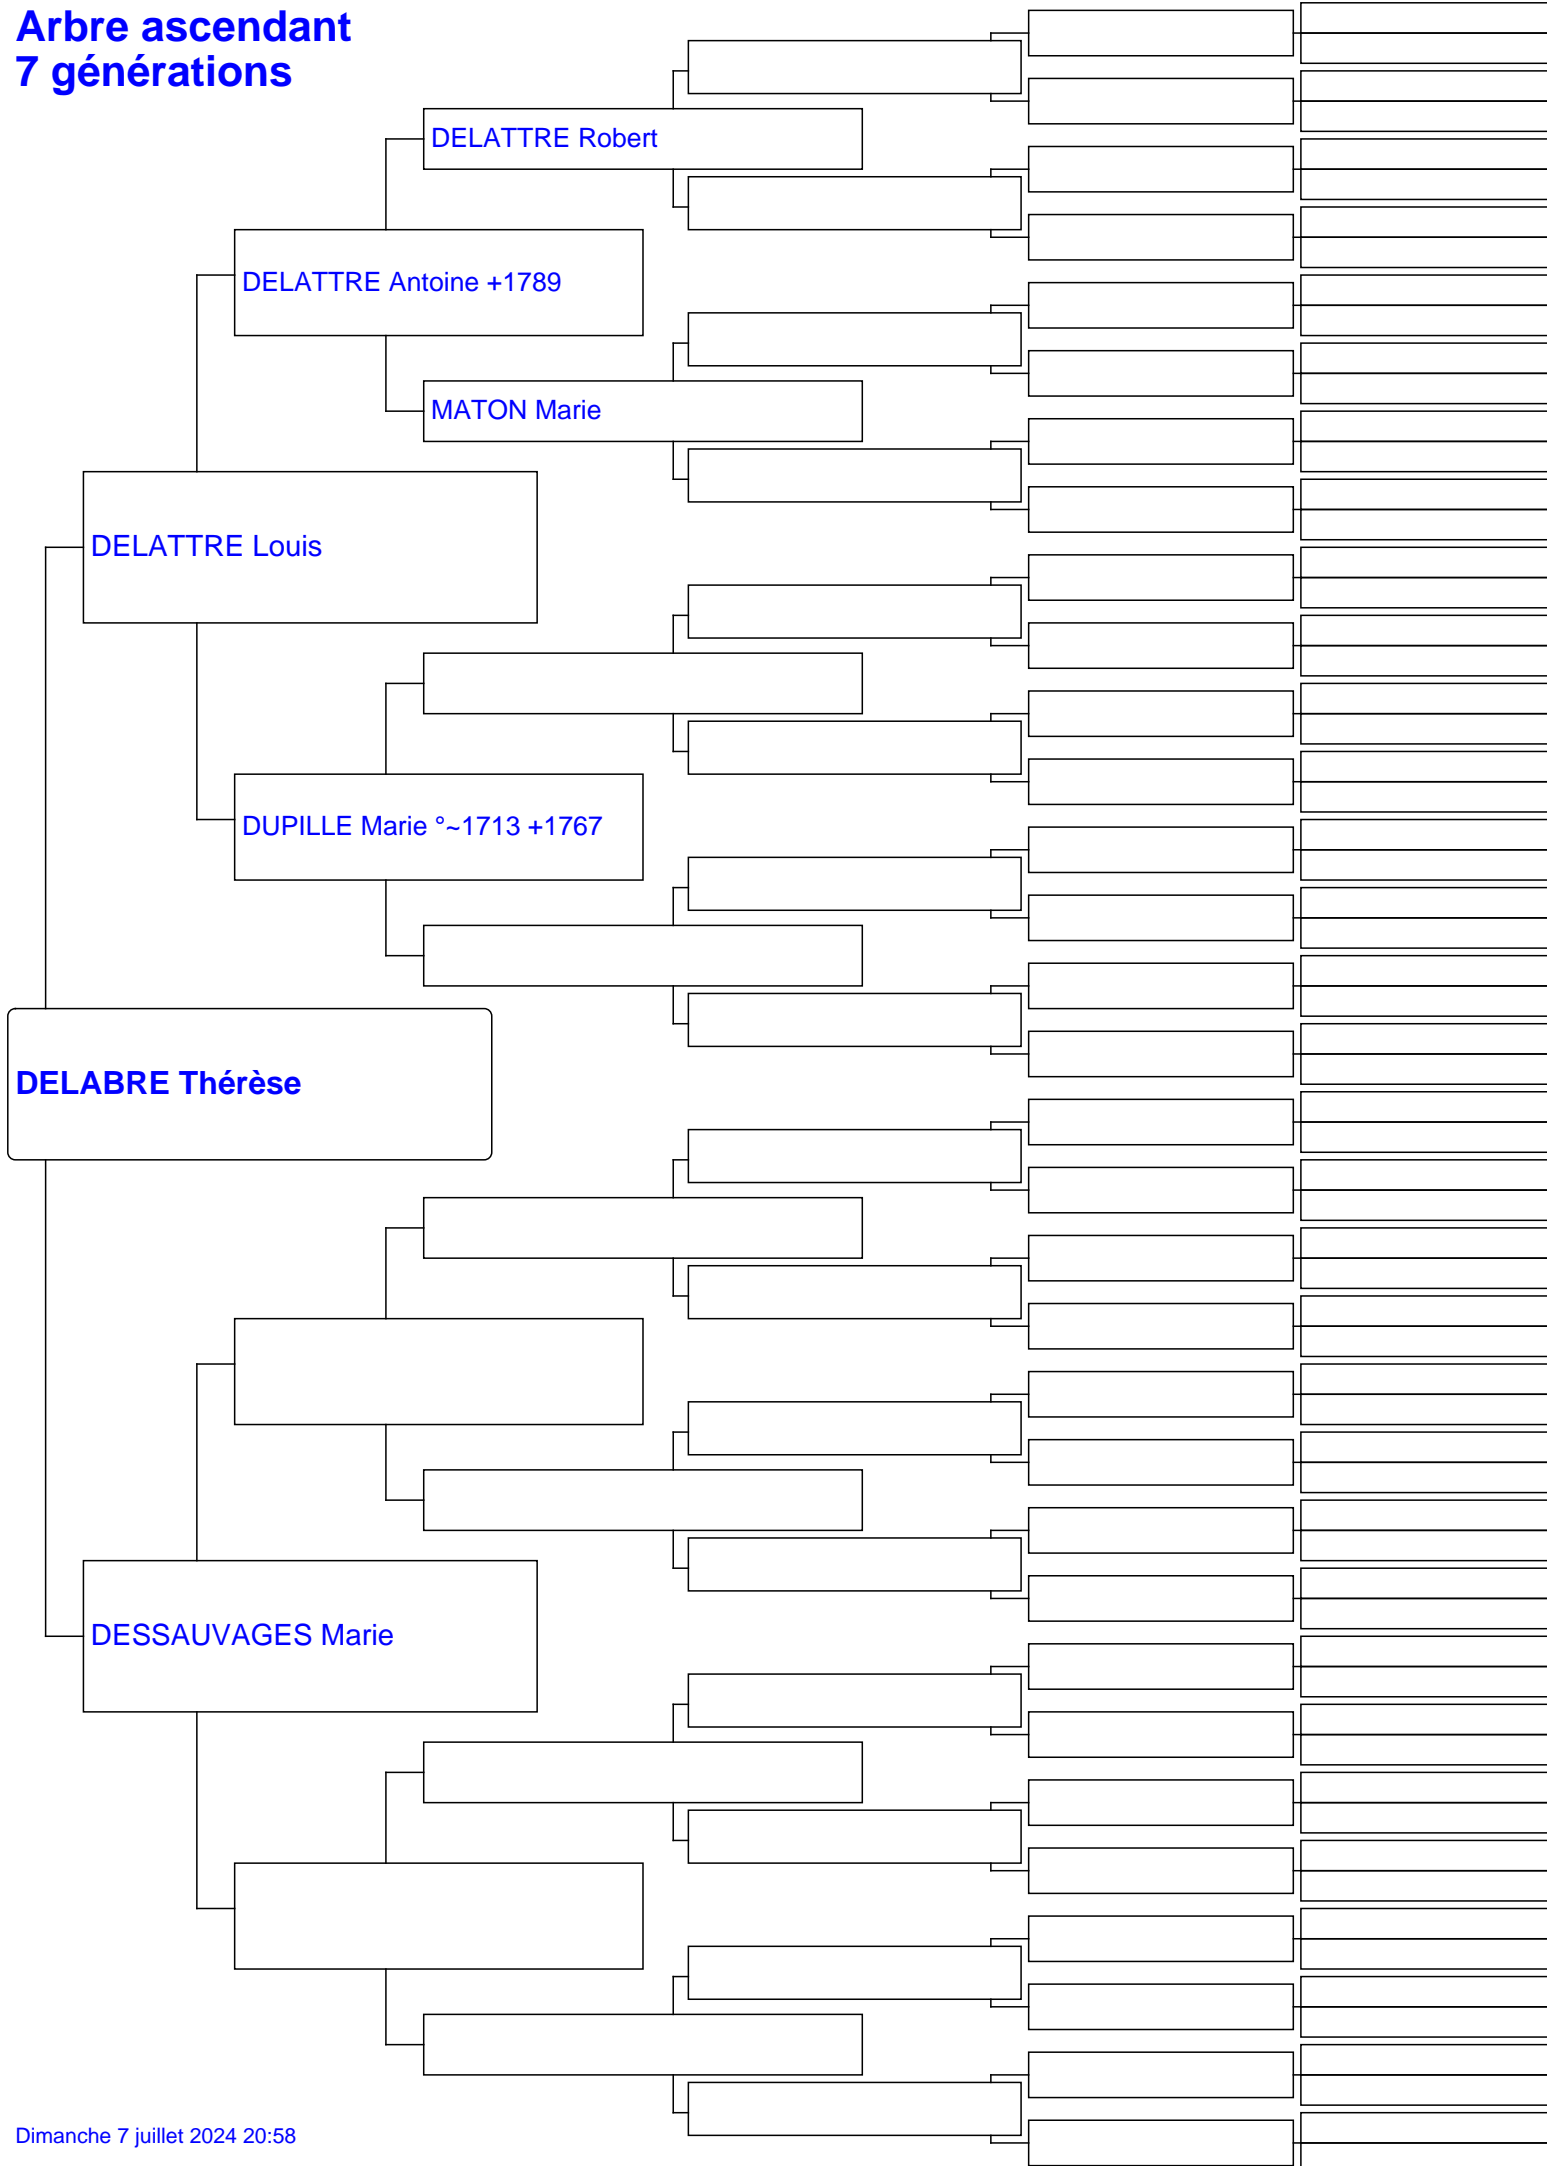 Arbre ascendant
7 générations
DELATTRE Robert
DELATTRE Antoine +1789
MATON Marie
DELATTRE Louis
DUPILLE Marie °~1713 +1767
DELABRE Thérèse
DESSAUVAGES Marie
Dimanche 7 juillet 2024 20:58